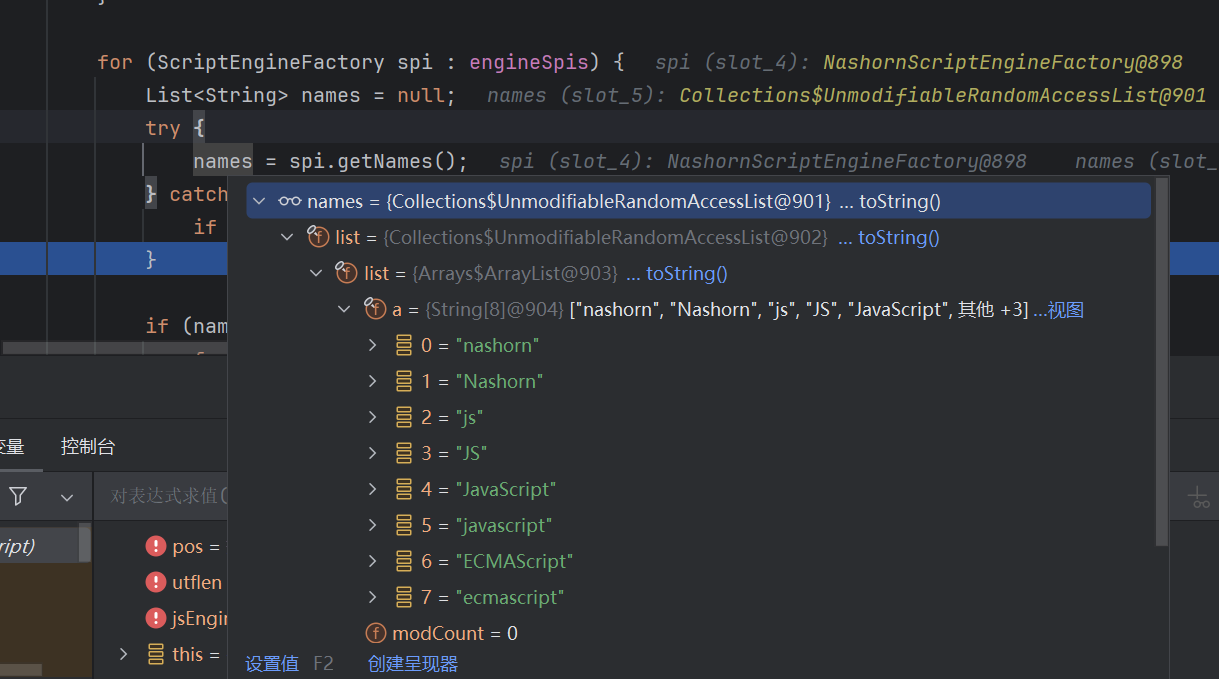 }
for (ScriptEngineFactory spi : engineSpis) { spi (slot_4): NashornScriptEngineFactory@898
List<String> names = null; names (slot_5): Collections$UnmodifiableRandomAccessList@901
try {
names = spi.getNames(); spi (slot_4): NashornScriptEngineFactory@898 names (slot_
} catch
names = {Collections$UnmodifiableRandomAccessList@901} ... toString()
if
list = {Collections$UnmodifiableRandomAccessList@902} ... toString()
}
list = {Arrays$ArrayList@903} ... toString()
a = {String[8]@904} ["nashorn", "Nashorn", "js", "JS", "JavaScript", 其他 +3] ...视图
if (nam
0 = "nashorn"
1 = "Nashorn"
2 = "js"
3 = "JS"
4 = "JavaScript"
5 = "javascript"
6 = "ECMAScript"
7 = "ecmascript"
modCount = 0
设置值 F2 创建呈现器
变量 控制台
对表达式求值(
ript)
pos =
utflen
jsEngin
this =